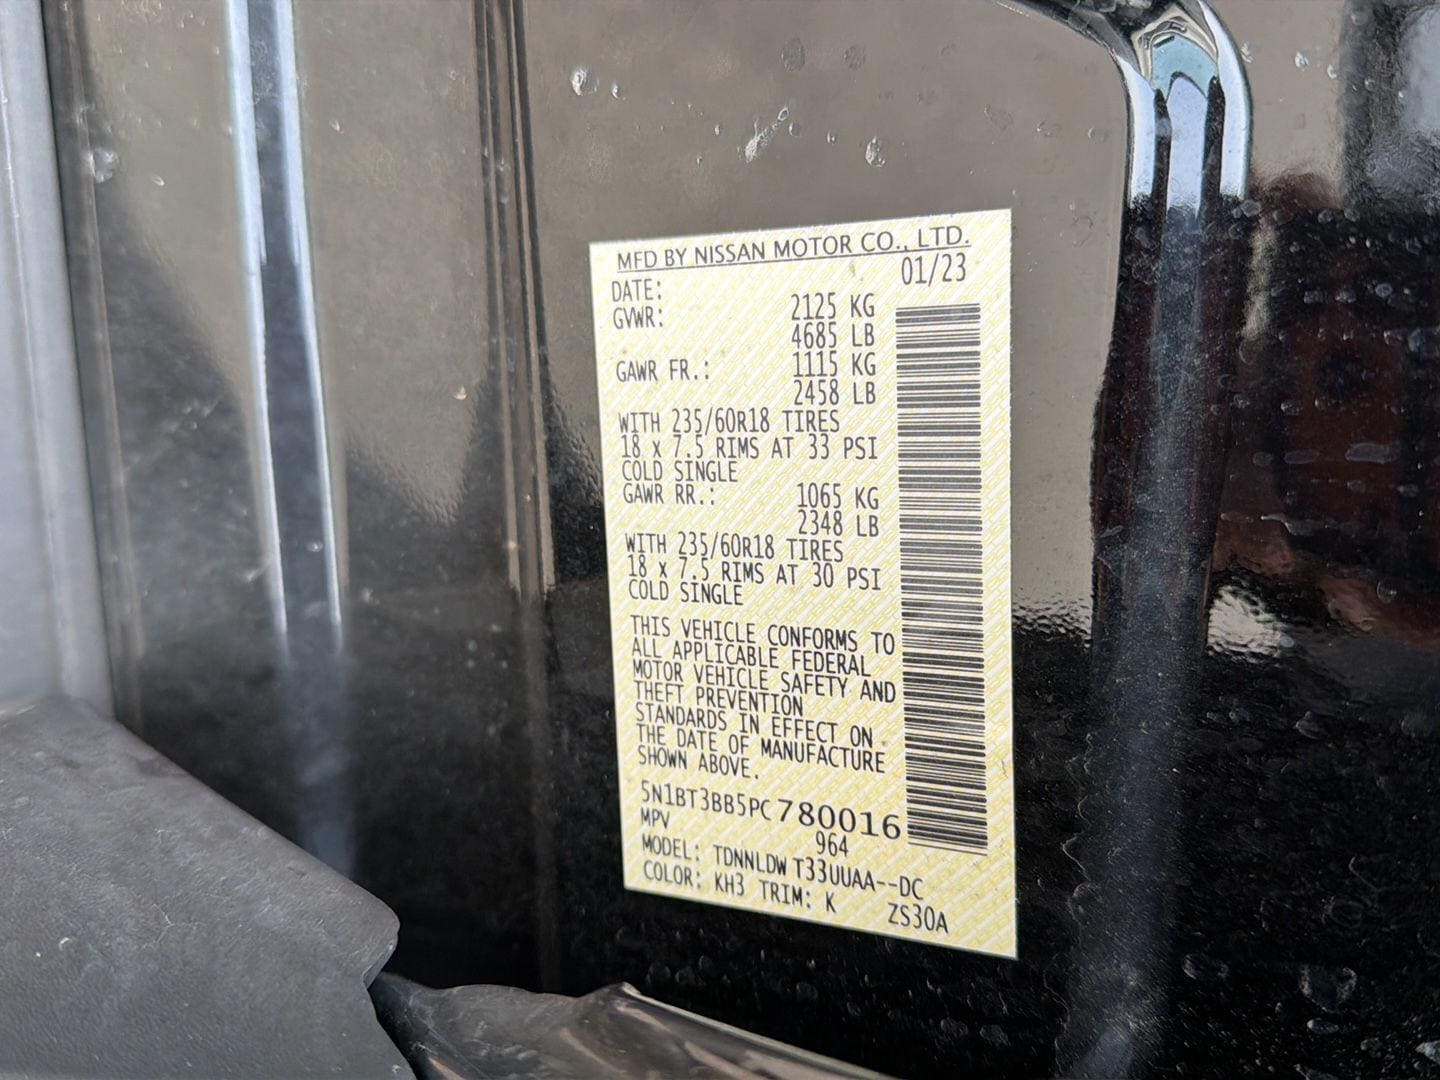 MFD BY NISSAN MOTOR CO., LTD.
DATE: 01/23
GVWR: 2125 KG
4685 LB
GAWR FR.: 1115 KG
2458 LB
WITH 235/60R18 TIRES
18 x 7.5 RIMS AT 33 PSI
COLD SINGLE
GAWR RR.: 1065 KG
2348 LB
WITH 235/60R18 TIRES
18 x 7.5 RIMS AT 30 PSI
COLD SINGLE
THIS VEHICLE CONFORMS TO
ALL APPLICABLE FEDERAL
MOTOR VEHICLE SAFETY AND
THEFT PREVENTION
STANDARDS IN EFFECT ON
THE DATE OF MANUFACTURE
SHOWN ABOVE.
5N1BT3BB5PC780016
MPV 964
MODEL: TDNNLDW T33UUAA--DC
COLOR: KH3 TRIM: K ZS30A